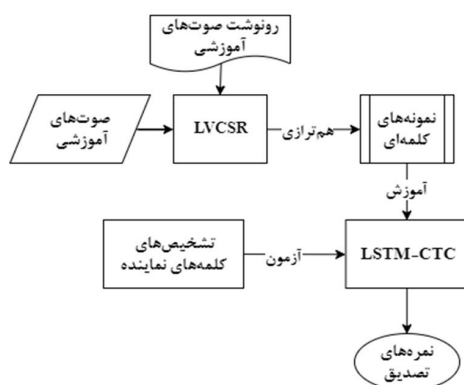 رونوشت صوت‌های
آموزشی
صوت‌های
آموزشی
LVCSR
هم‌ترازی
نمونه‌های
کلمه‌ای
آموزش
تشخیص‌های
کلمه‌های نماینده
آزمون
LSTM-CTC
نمره‌های
تصدیق